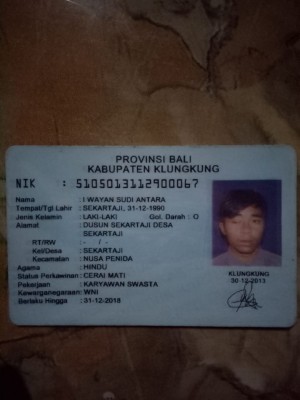 PROVINSI BALI
KABUPATEN KLUNGKUNG
NIK : 5105013112900067
Nama : I WAYAN SUDI ANTARA
Tempat/Tgl Lahir : SEKARTAJI, 31-12-1990
Jenis Kelamin : LAKI-LAKI Gol. Darah : O
Alamat : DUSUN SEKARTAJI DESA
SEKARTAJI
RT/RW : - / -
Kel/Desa : SEKARTAJI
Kecamatan : NUSA PENIDA
Agama : HINDU
Status Perkawinan : CERAI MATI
Pekerjaan : KARYAWAN SWASTA
Kewarganegaraan : WNI
Berlaku Hingga : 31-12-2018
KLUNGKUNG
30-12-2013